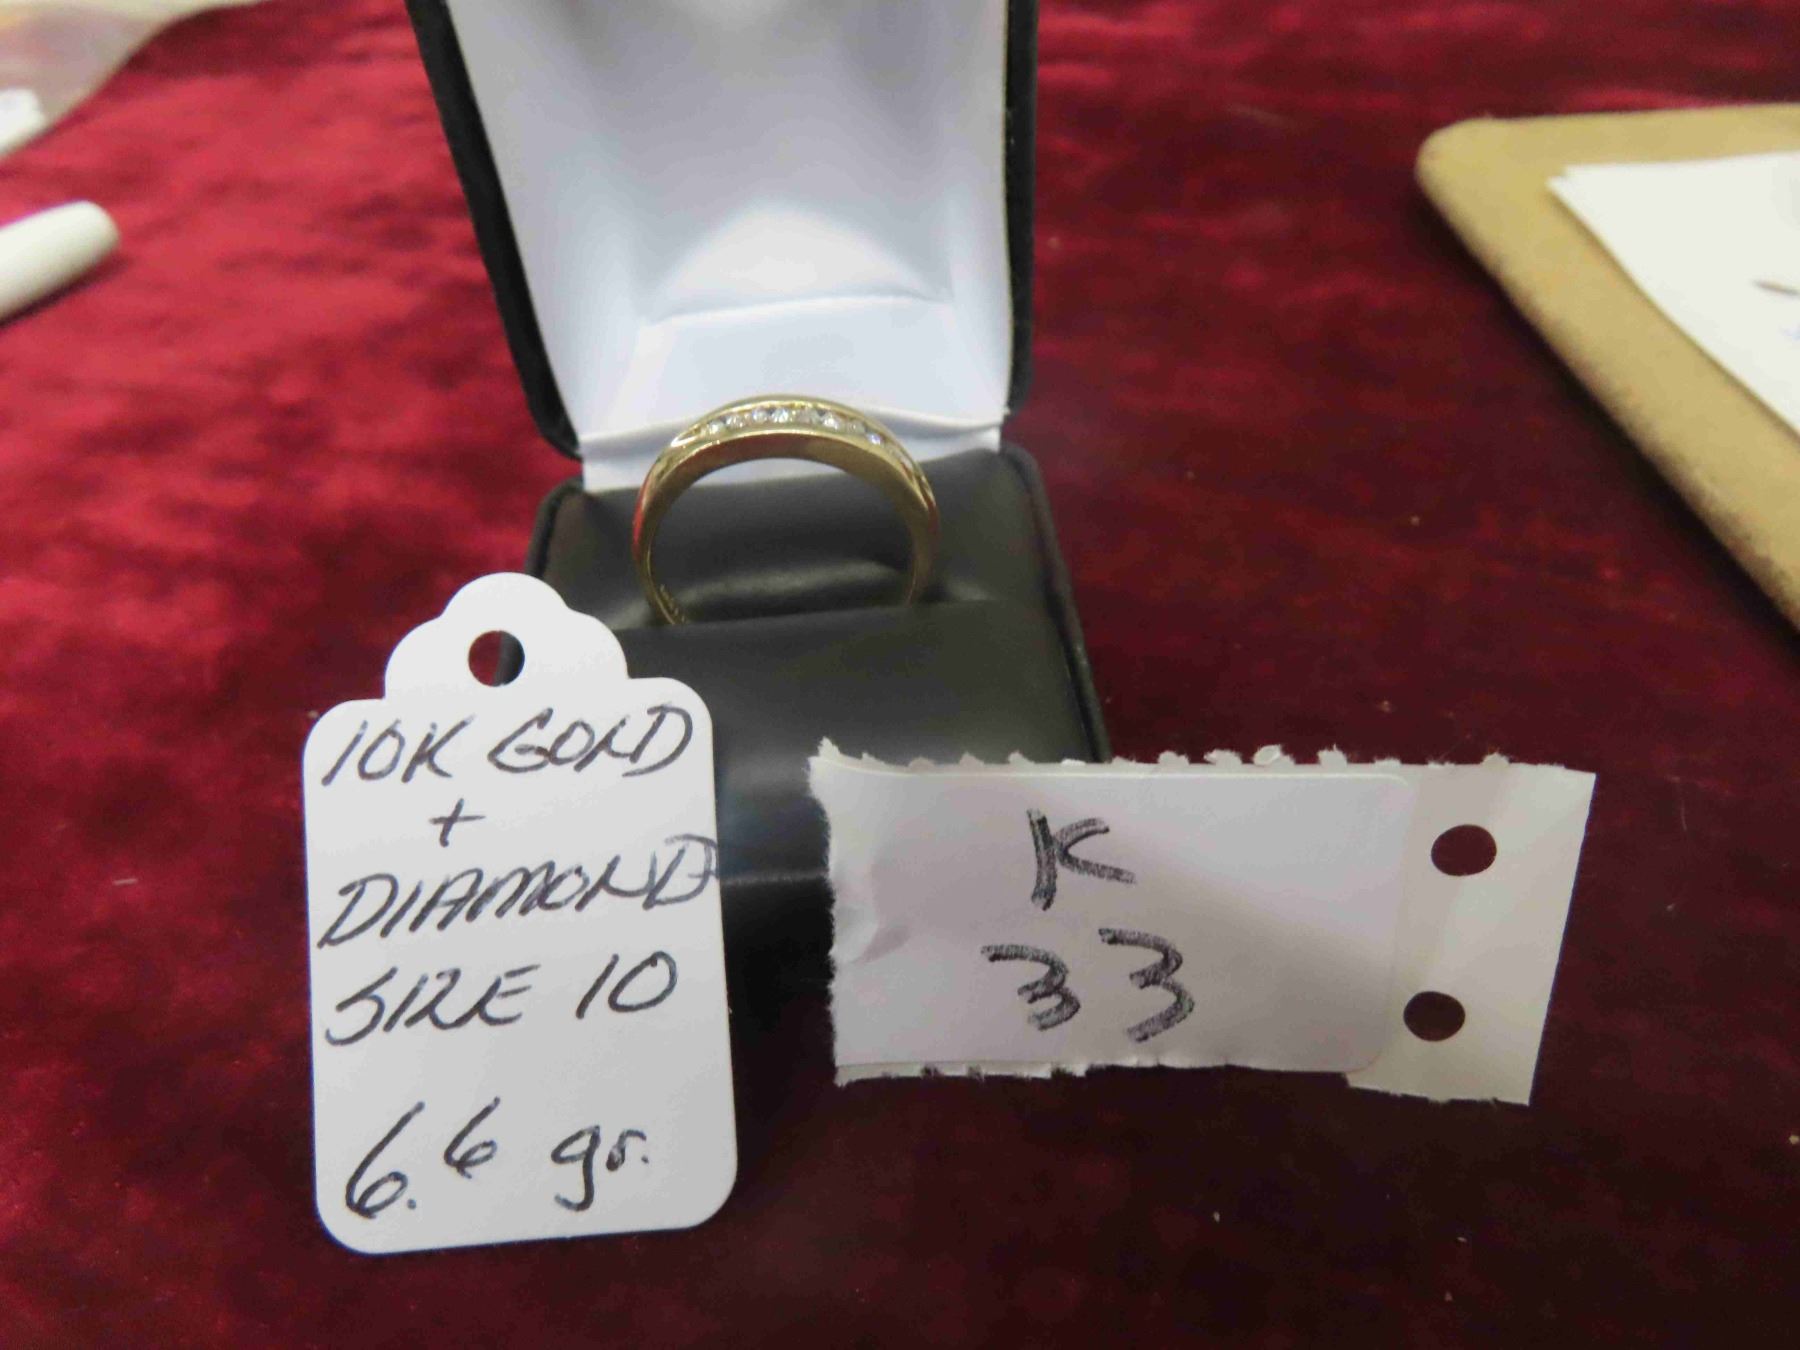 10K GOLD
+
DIAMOND
SIZE 10
6.6 gr.
K
33